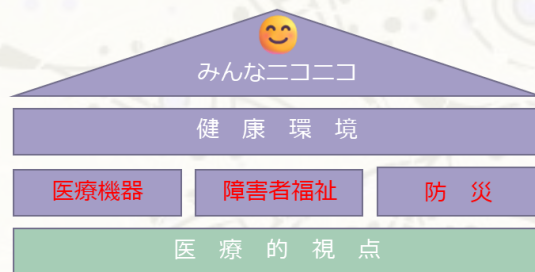 みんなニコニコ
健康環境
医療機器 障害者福祉 防災
医療的視点